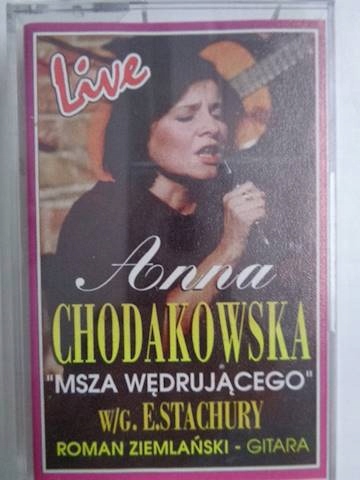 Live
Anna
CHODAKOWSKA
"MSZA WĘDRUJĄCEGO"
W/G. E.STACHURY
ROMAN ZIEMLAŃSKI - GITARA